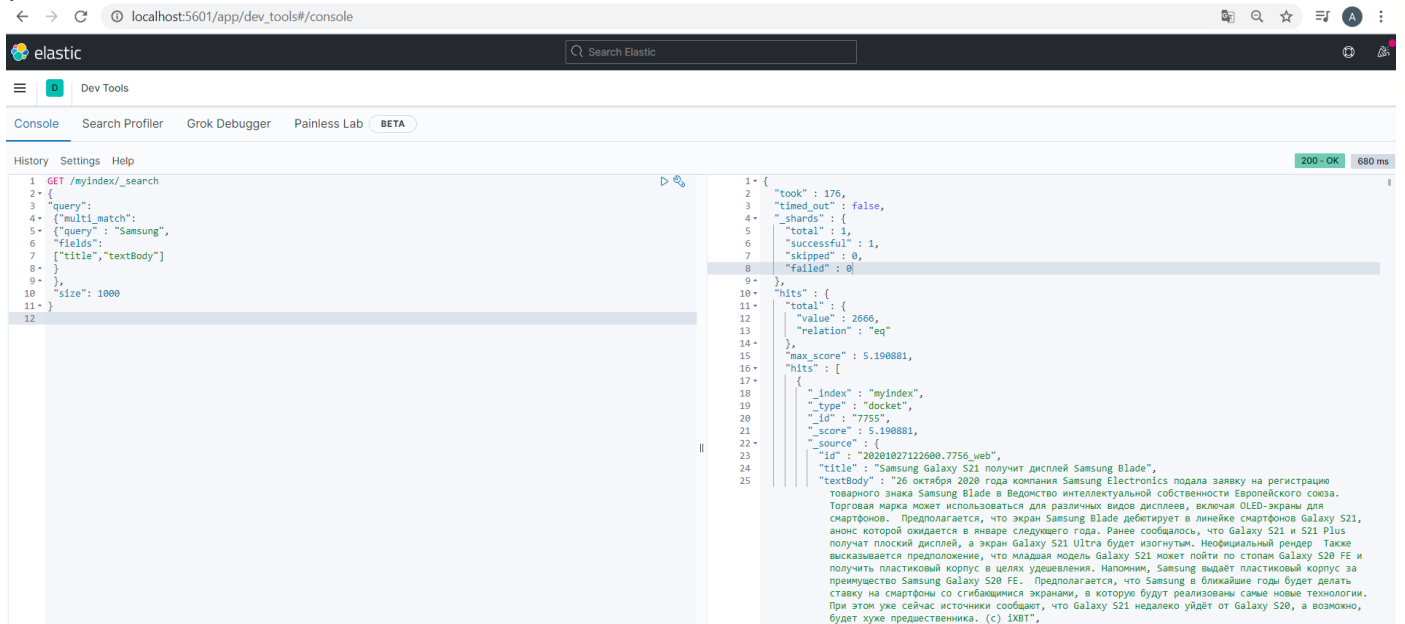 localhost:5601/app/dev_tools#/console
A
elastic
Search Elastic
D Dev Tools
Console Search Profiler Grok Debugger Painless Lab BETA
History Settings Help
200 - OK 680 ms
1 GET /myindex/_search
2 {
3 "query":
4 {"multi_match":
5 {"query" : "Samsung",
6 "fields":
7 ["title","textBody"]
8 }
9 },
10 "size": 1000
11 }
12
1 {
2 "took" : 176,
3 "timed_out" : false,
4 "_shards" : {
5 "total" : 1,
6 "successful" : 1,
7 "skipped" : 0,
8 "failed" : 0
9 },
10 "hits" : {
11 "total" : {
12 "value" : 2666,
13 "relation" : "eq"
14 },
15 "max_score" : 5.190881,
16 "hits" : [
17 {
18 "_index" : "myindex",
19 "_type" : "docket",
20 "_id" : "7755",
21 "_score" : 5.190881,
22 "_source" : {
23 "id" : "20201027122600.7756_web",
24 "title" : "Samsung Galaxy S21 получит дисплей Samsung Blade",
25 "textBody" : "26 октября 2020 года компания Samsung Electronics подала заявку на регистрацию
товарного знака Samsung Blade в Ведомство интеллектуальной собственности Европейского союза.
Торговая марка может использоваться для различных видов дисплеев, включая OLED-экраны для
смартфонов.  Предполагается, что экран Samsung Blade дебютирует в линейке смартфонов Galaxy S21,
анонс которой ожидается в январе следующего года. Ранее сообщалось, что Galaxy S21 и S21 Plus
получат плоский дисплей, а экран Galaxy S21 Ultra будет изогнутым. Неофициальный рендер  Также
высказывается предположение, что младшая модель Galaxy S21 может пойти по стопам Galaxy S20 FE и
получить пластиковый корпус в целях удешевления. Напомним, Samsung выдаёт пластиковый корпус за
преимущество Samsung Galaxy S20 FE.  Предполагается, что Samsung в ближайшие годы будет делать
ставку на смартфоны со сгибающимися экранами, в которую будут реализованы самые новые технологии.
При этом уже сейчас источники сообщают, что Galaxy S21 недалеко уйдёт от Galaxy S20, а возможно,
будет хуже предшественника. (c) iXBT",